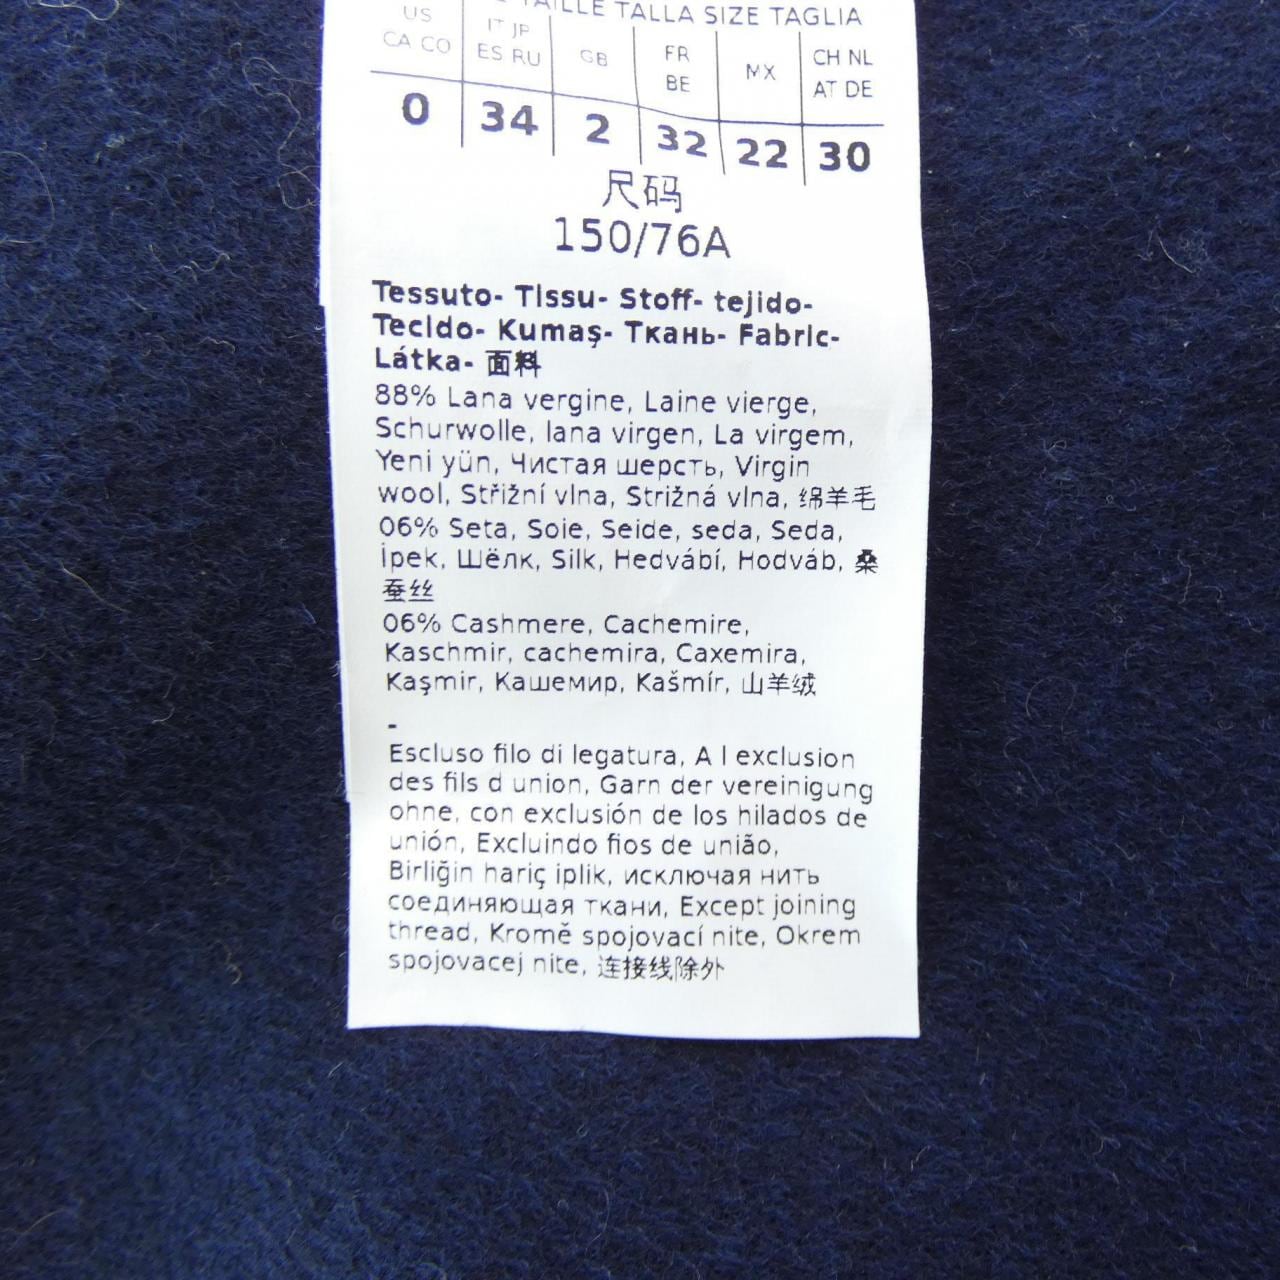 TAILLE TALLA SIZE TAGLIA
US CA CO
IT JP ES RU
GB
FR BE
MX
CH NL AT DE
0 34 2 32 22 30
尺码
150/76A
Tessuto- Tissu- Stoff- tejido-
Tecido- Kumaş- Ткань- Fabric-
Látka- 面料
88% Lana vergine, Laine vierge,
Schurwolle, lana virgen, La virgem,
Yeni yün, Чистая шерсть, Virgin
wool, Střižní vlna, Strižná vlna, 绵羊毛
06% Seta, Soie, Seide, seda, Seda,
İpek, Шёлк, Silk, Hedvábí, Hodváb, 桑
蚕丝
06% Cashmere, Cachemire,
Kaschmir, cachemira, Caxemira,
Kaşmir, Кашемир, Kašmír, 山羊绒
-
Escluso filo di legatura, A l exclusion
des fils d union, Garn der vereinigung
ohne, con exclusión de los hilados de
unión, Excluindo fios de união,
Birliğin hariç iplik, исключая нить
соединяющая ткани, Except joining
thread, Kromě spojovací nite, Okrem
spojovacej nite, 连接线除外